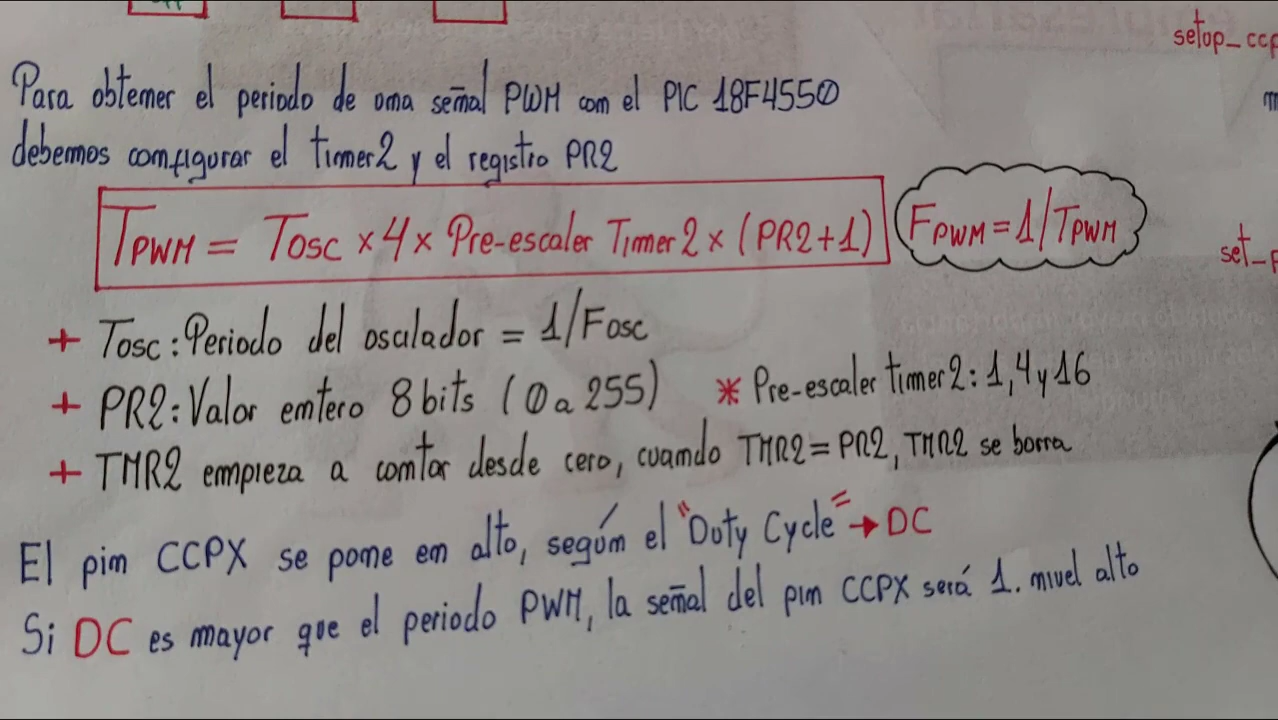 Para obtener el periodo de una señal PWM con el PIC 18F4550
debemos configurar el timer2 y el registro PR2
TPWM = Tosc x 4 x Pre-escaler Timer 2 x (PR2+1)
FPWM = 1/TPWM
+ Tosc: Periodo del oscilador = 1/Fosc
+ PR2: Valor entero 8 bits (0 a 255) * Pre-escaler timer2: 1, 4 y 16
+ TMR2 empieza a contar desde cero, cuando TMR2 = PR2, TMR2 se borra
El pin CCPX se pone en alto, según el "Duty Cycle" → DC
Si DC es mayor que el periodo PWM, la señal del pin CCPX será 1. nivel alto
setup_ccp
set_p